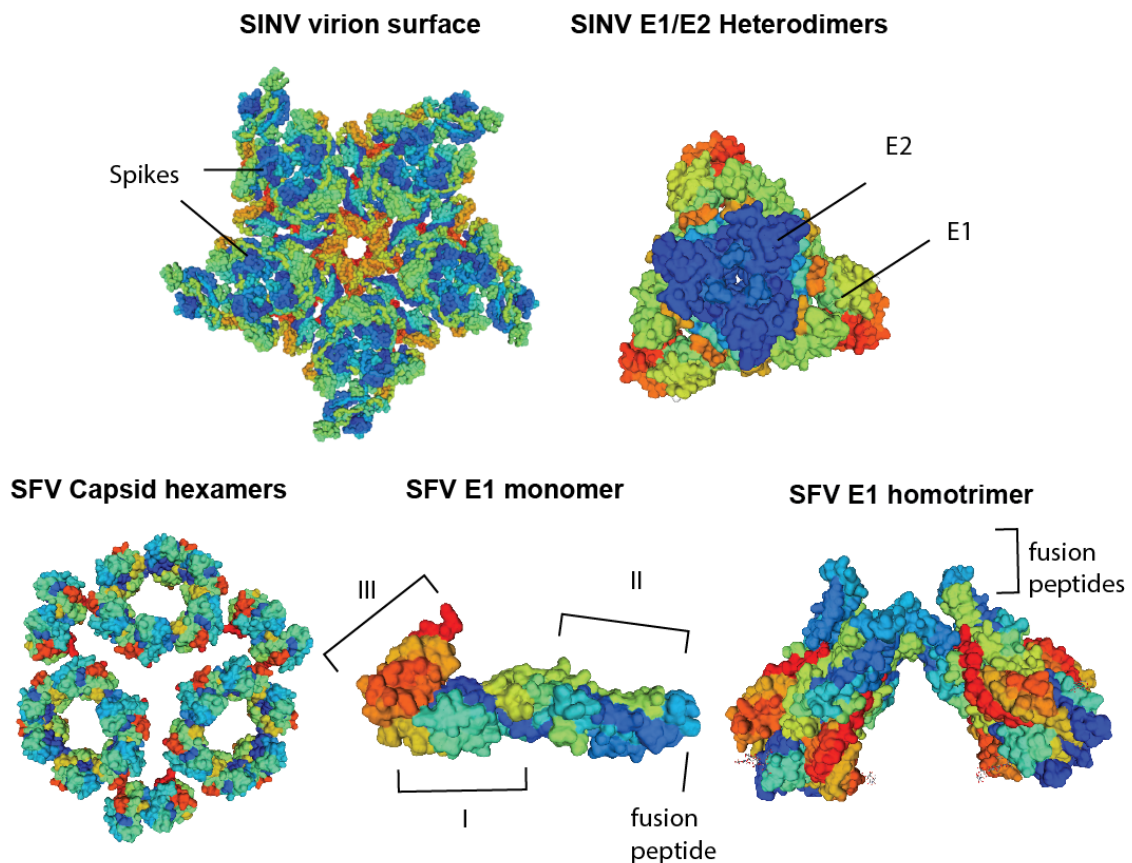 SINV virion surface
SINV E1/E2 Heterodimers
Spikes
E2
E1
SFV Capsid hexamers
SFV E1 monomer
SFV E1 homotrimer
III
II
I
fusion
peptide
fusion
peptides